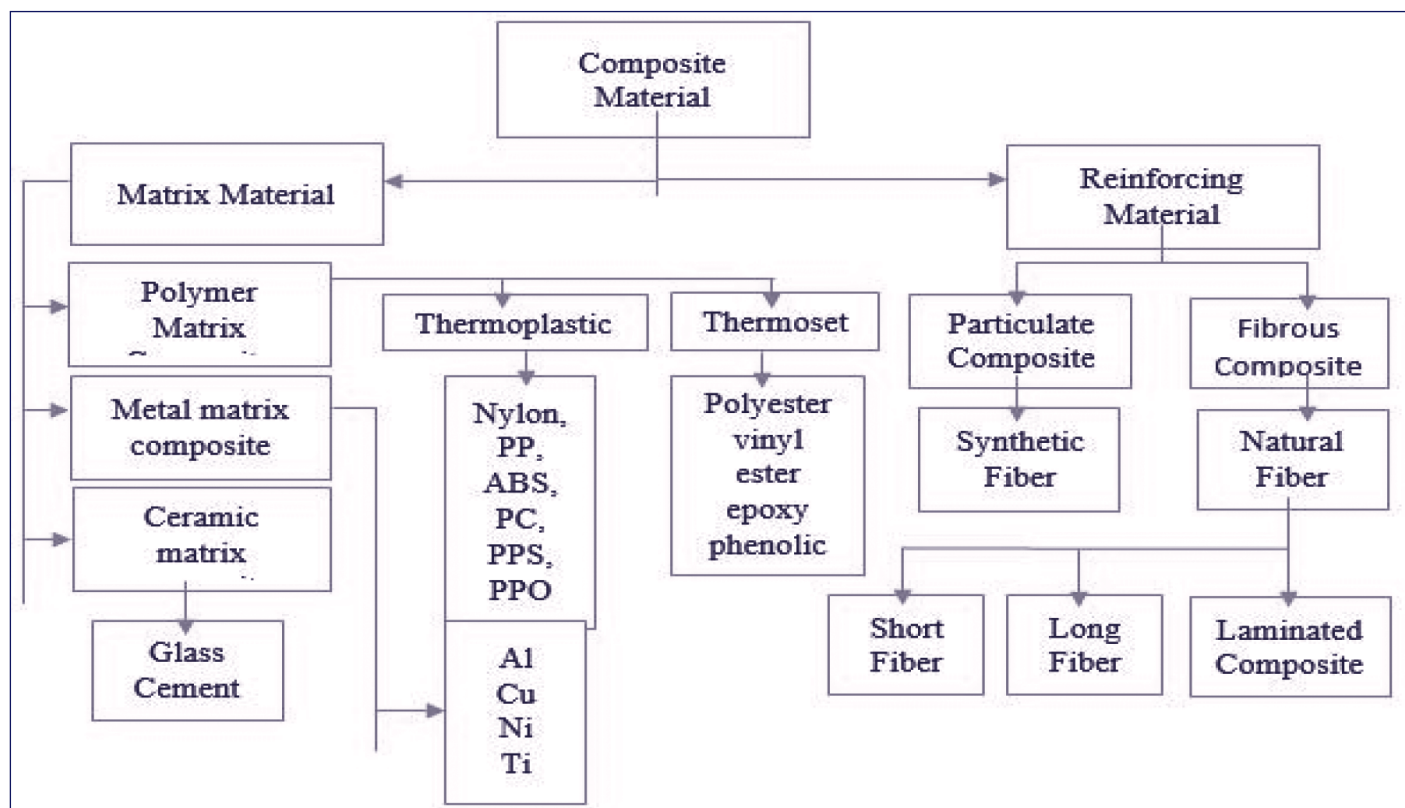 Composite
Material
Matrix Material
Reinforcing
Material
Polymer
Matrix
Thermoplastic
Thermoset
Particulate
Composite
Fibrous
Composite
Metal matrix
composite
Nylon,
PP,
ABS,
PC,
PPS,
PPO
Polyester
vinyl
ester
epoxy
phenolic
Synthetic
Fiber
Natural
Fiber
Ceramic
matrix
Glass
Cement
Al
Cu
Ni
Ti
Short
Fiber
Long
Fiber
Laminated
Composite